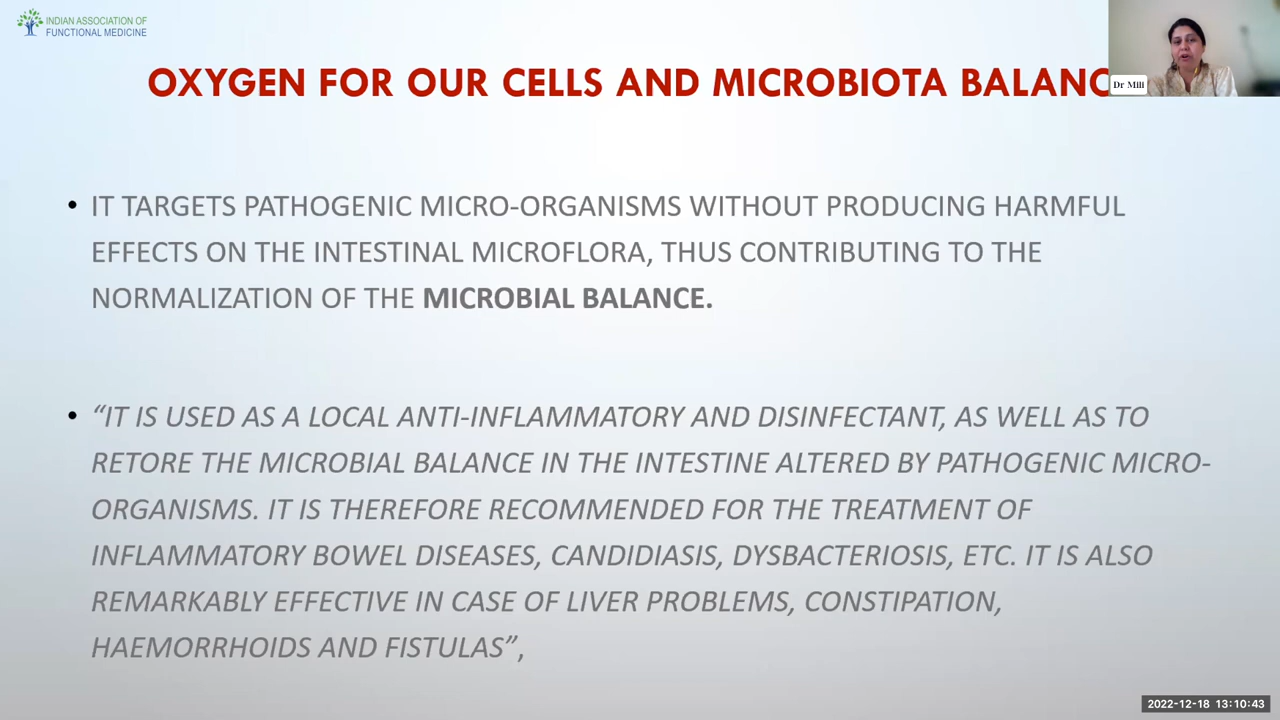 INDIAN ASSOCIATION OF
FUNCTIONAL MEDICINE
OXYGEN FOR OUR CELLS AND MICROBIOTA BALANC
Dr Mili
• IT TARGETS PATHOGENIC MICRO-ORGANISMS WITHOUT PRODUCING HARMFUL
EFFECTS ON THE INTESTINAL MICROFLORA, THUS CONTRIBUTING TO THE
NORMALIZATION OF THE MICROBIAL BALANCE.
• “IT IS USED AS A LOCAL ANTI-INFLAMMATORY AND DISINFECTANT, AS WELL AS TO
RETORE THE MICROBIAL BALANCE IN THE INTESTINE ALTERED BY PATHOGENIC MICRO-
ORGANISMS. IT IS THEREFORE RECOMMENDED FOR THE TREATMENT OF
INFLAMMATORY BOWEL DISEASES, CANDIDIASIS, DYSBACTERIOSIS, ETC. IT IS ALSO
REMARKABLY EFFECTIVE IN CASE OF LIVER PROBLEMS, CONSTIPATION,
HAEMORRHOIDS AND FISTULAS”,
2022-12-18 13:10:43